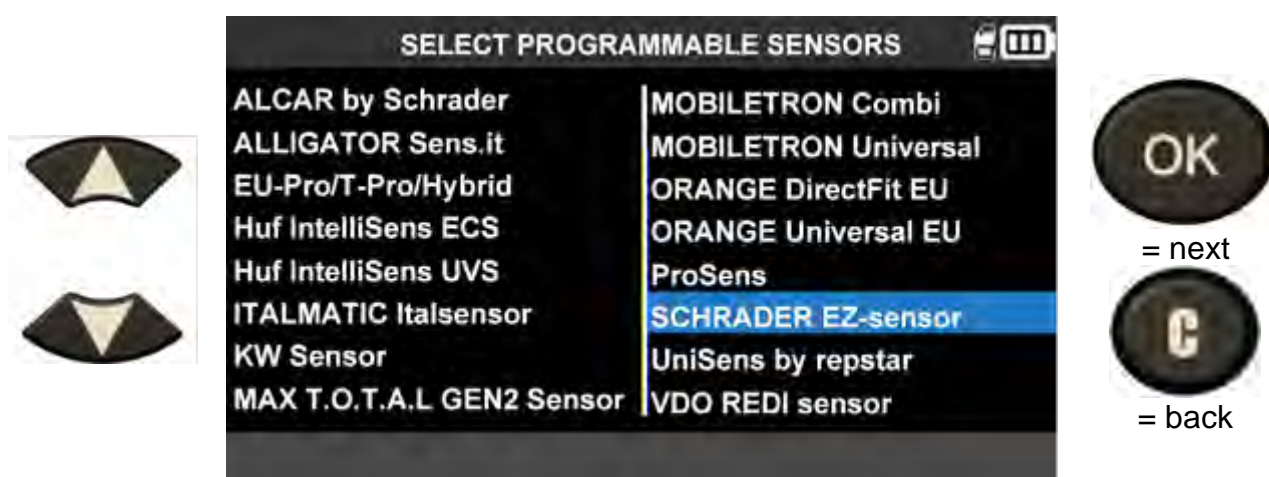 SELECT PROGRAMMABLE SENSORS
ALCAR by Schrader
ALLIGATOR Sens.it
EU-Pro/T-Pro/Hybrid
Huf IntelliSens ECS
Huf IntelliSens UVS
ITALMATIC Italsensor
KW Sensor
MAX T.O.T.A.L GEN2 Sensor
MOBILETRON Combi
MOBILETRON Universal
ORANGE DirectFit EU
ORANGE Universal EU
ProSens
SCHRADER EZ-sensor
UniSens by repstar
VDO REDI sensor
OK
= next
C
= back